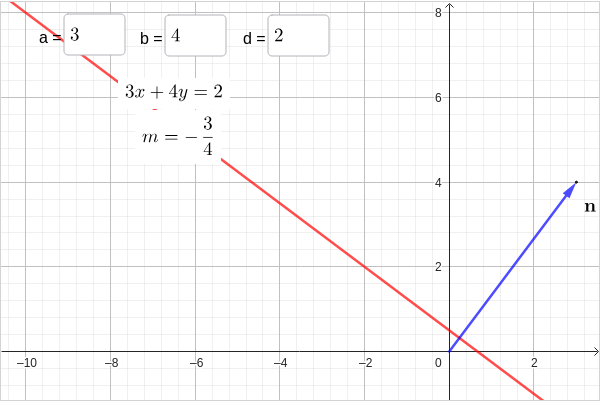 a = 3 b = 4 d = 2
3x + 4y = 2
m = −3/4
n
8
6
4
2
−10 −8 −6 −4 −2 0 2